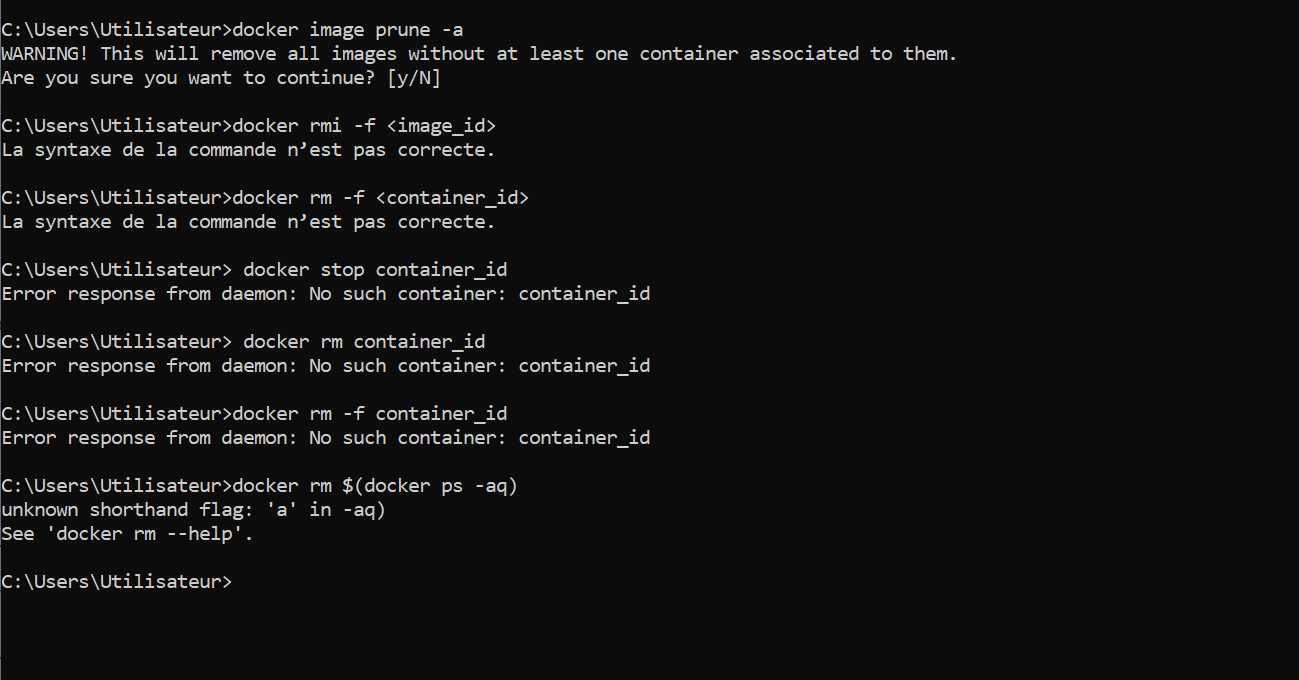 C:\Users\Utilisateur>docker image prune -a
WARNING! This will remove all images without at least one container associated to them.
Are you sure you want to continue? [y/N]
C:\Users\Utilisateur>docker rmi -f <image_id>
La syntaxe de la commande n’est pas correcte.
C:\Users\Utilisateur>docker rm -f <container_id>
La syntaxe de la commande n’est pas correcte.
C:\Users\Utilisateur> docker stop container_id
Error response from daemon: No such container: container_id
C:\Users\Utilisateur> docker rm container_id
Error response from daemon: No such container: container_id
C:\Users\Utilisateur>docker rm -f container_id
Error response from daemon: No such container: container_id
C:\Users\Utilisateur>docker rm $(docker ps -aq)
unknown shorthand flag: 'a' in -aq)
See 'docker rm --help'.
C:\Users\Utilisateur>